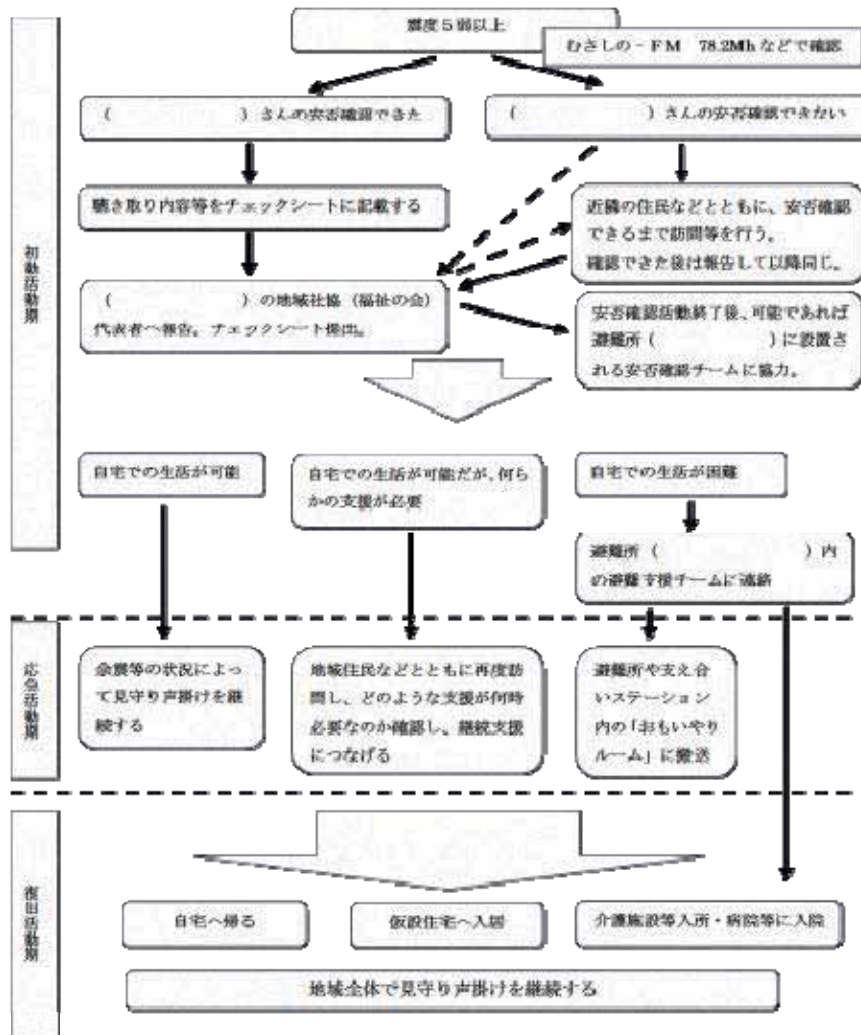 震度５弱以上
むさしの－ＦＭ　78.2Mhなどで確認
（　　　　　　　　）さんの安否確認できた
（　　　　　　　　）さんの安否確認できない
聴き取り内容等をチェックシートに記載する
近隣の住民などとともに、安否確認
できるまで訪問等を行う。
確認できた後は報告して以降同じ。
（　　　　　　　　）の地域社協（福祉の会）
代表者へ報告。チェックシート提出。
安否確認活動終了後、可能であれば
避難所（　　　　　　　）に設置さ
れる安否確認チームに協力。
初動活動期
自宅での生活が可能
自宅での生活が可能だが、何ら
かの支援が必要
自宅での生活が困難
避難所（　　　　　　　　）内
の避難支援チームに連絡
応急活動期
余震等の状況によっ
て見守り声掛けを継
続する
地域住民などとともに再度訪
問し、どのような支援が何時
必要なのか確認し、継続支援
につなげる
避難所や支え合
いステーション
内の「おもいやり
ルーム」に搬送
復旧活動期
自宅へ帰る
仮設住宅へ入居
介護施設等入所・病院等に入院
地域全体で見守り声掛けを継続する